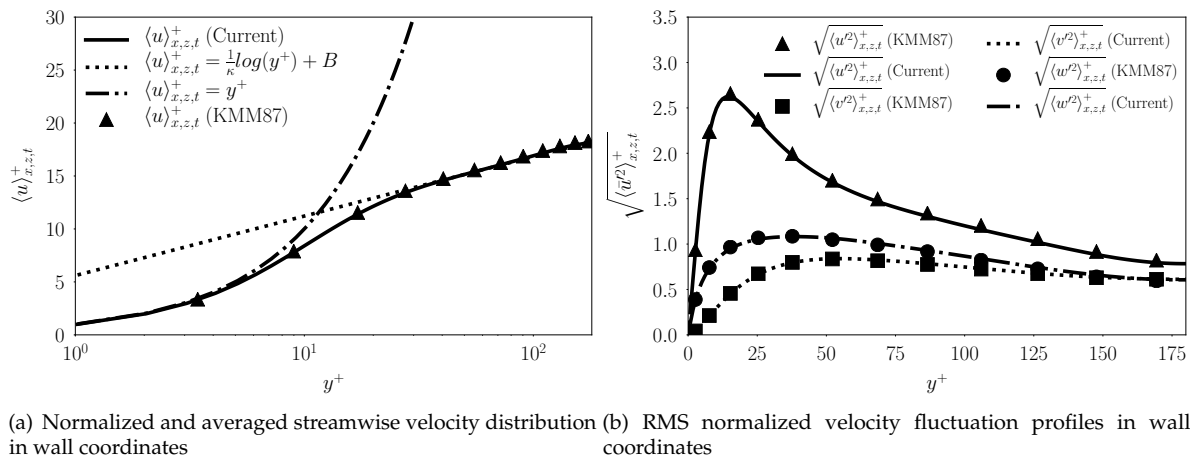 30
25
20
15
10
5
0
⟨u⟩⁺x,z,t
⟨u⟩⁺x,z,t (Current)
⟨u⟩⁺x,z,t = 1/κ log(y⁺) + B
⟨u⟩⁺x,z,t = y⁺
⟨u⟩⁺x,z,t (KMM87)
10⁰ 10¹ 10²
y⁺
3.5
3.0
2.5
2.0
1.5
1.0
0.5
0.0
√⟨ū′²⟩⁺x,z,t
√⟨u′²⟩⁺x,z,t (KMM87)
√⟨u′²⟩⁺x,z,t (Current)
√⟨v′²⟩⁺x,z,t (KMM87)
√⟨v′²⟩⁺x,z,t (Current)
√⟨w′²⟩⁺x,z,t (KMM87)
√⟨w′²⟩⁺x,z,t (Current)
0 25 50 75 100 125 150 175
y⁺
(a) Normalized and averaged streamwise velocity distribution
in wall coordinates
(b) RMS normalized velocity fluctuation profiles in wall
coordinates